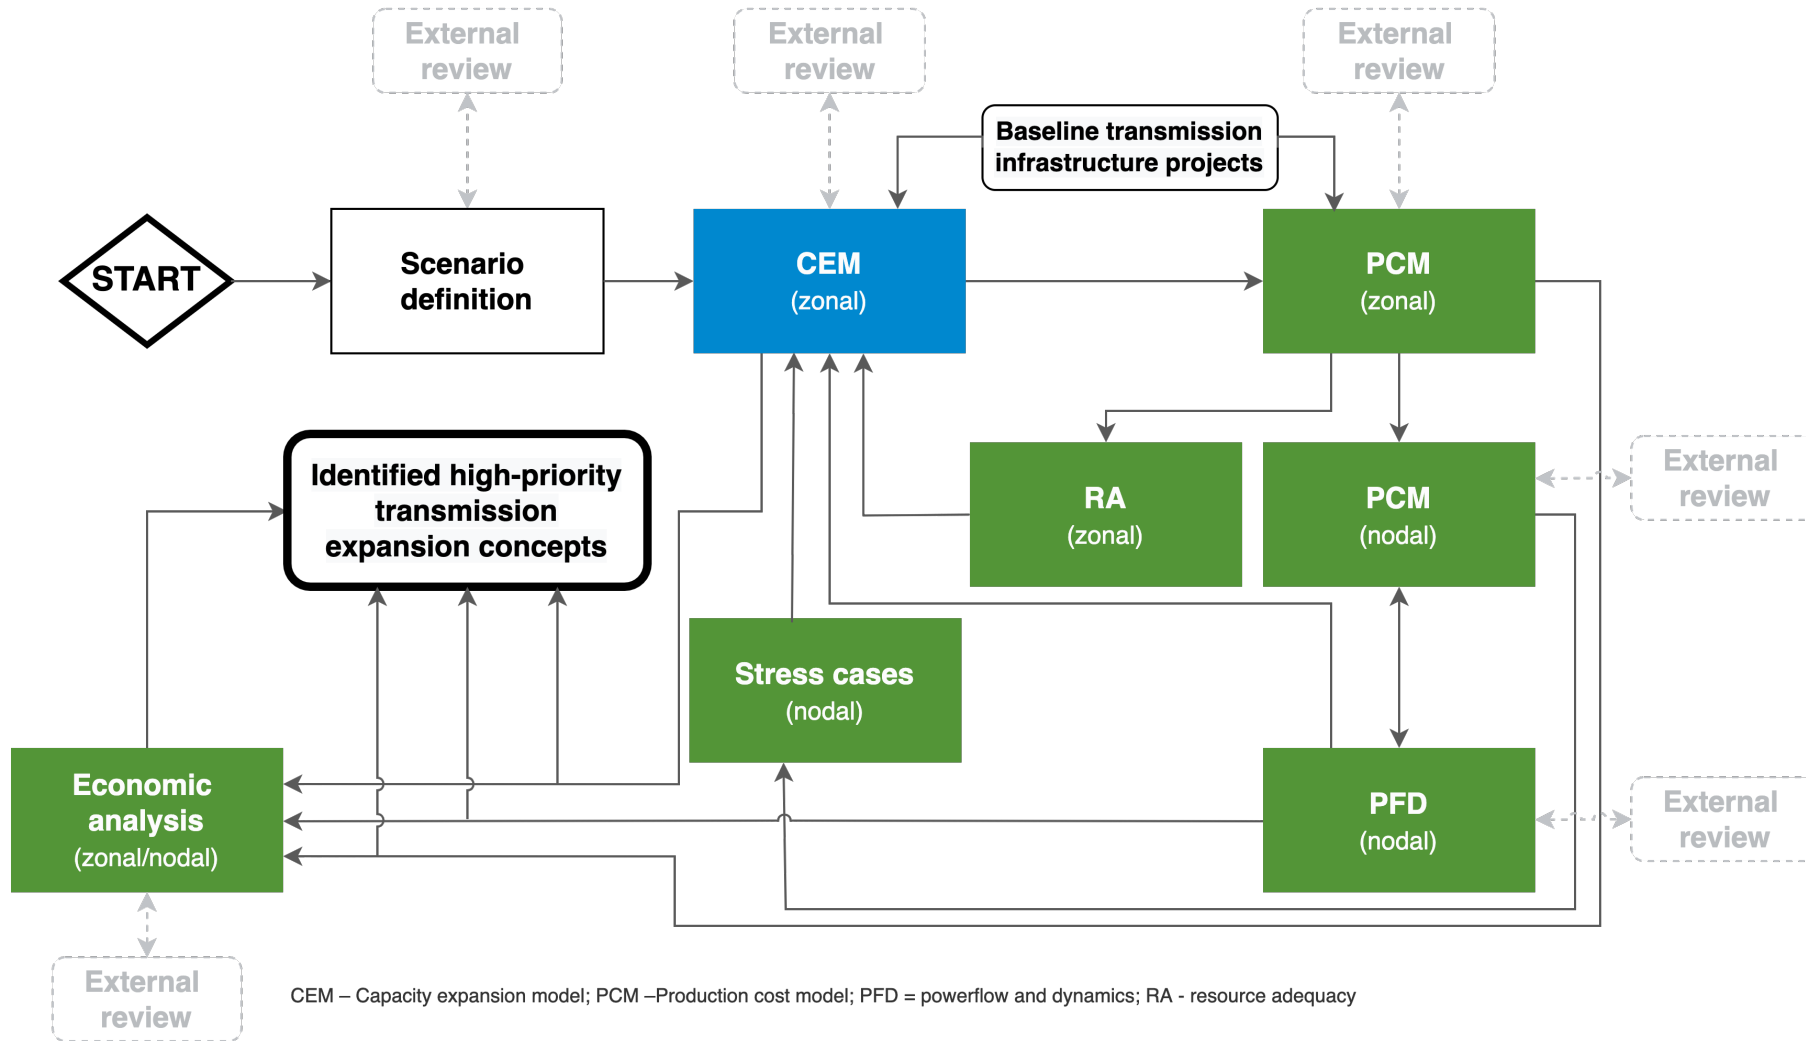 External
review
External
review
External
review
Baseline transmission
infrastructure projects
START
Scenario
definition
CEM
(zonal)
PCM
(zonal)
Identified high-priority
transmission
expansion concepts
RA
(zonal)
PCM
(nodal)
External
review
Stress cases
(nodal)
Economic
analysis
(zonal/nodal)
PFD
(nodal)
External
review
External
review
CEM – Capacity expansion model; PCM –Production cost model; PFD = powerflow and dynamics; RA - resource adequacy